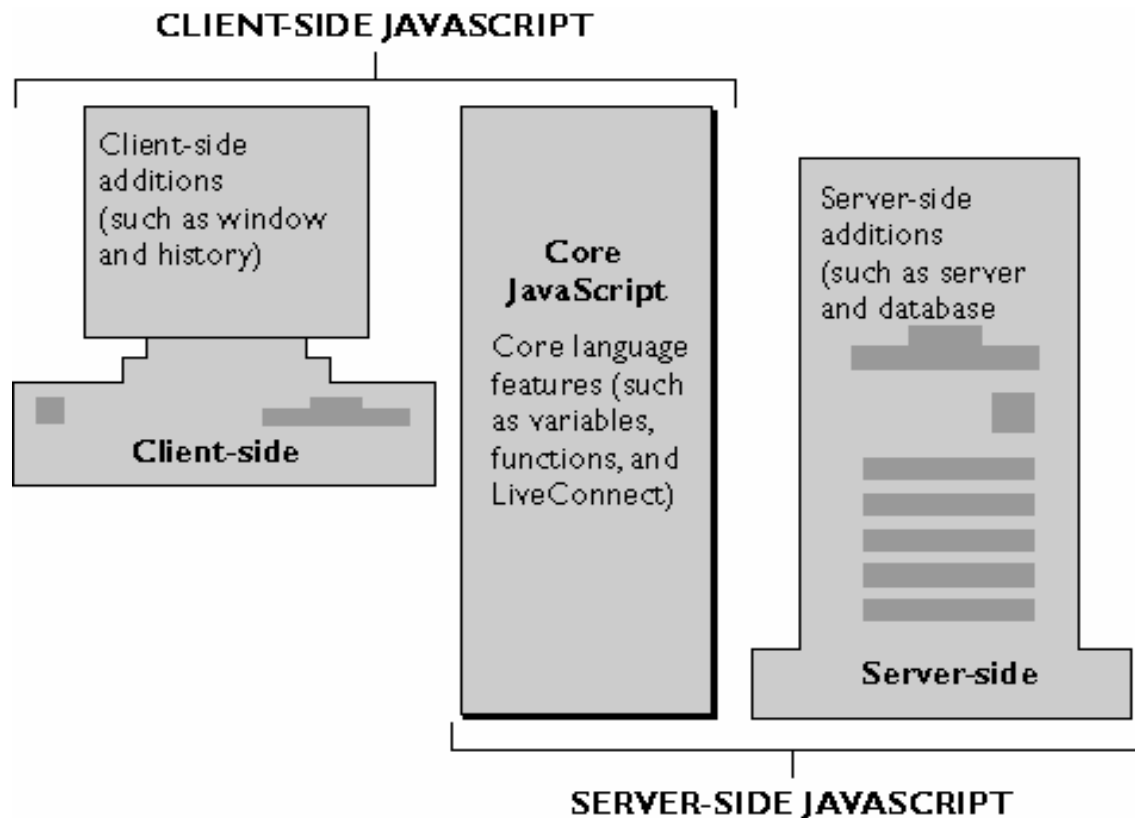 CLIENT-SIDE JAVASCRIPT
Client-side
additions
(such as window
and history)
Client-side
Core
JavaScript
Core language
features (such
as variables,
functions, and
LiveConnect)
Server-side
additions
(such as server
and database
Server-side
SERVER-SIDE JAVASCRIPT